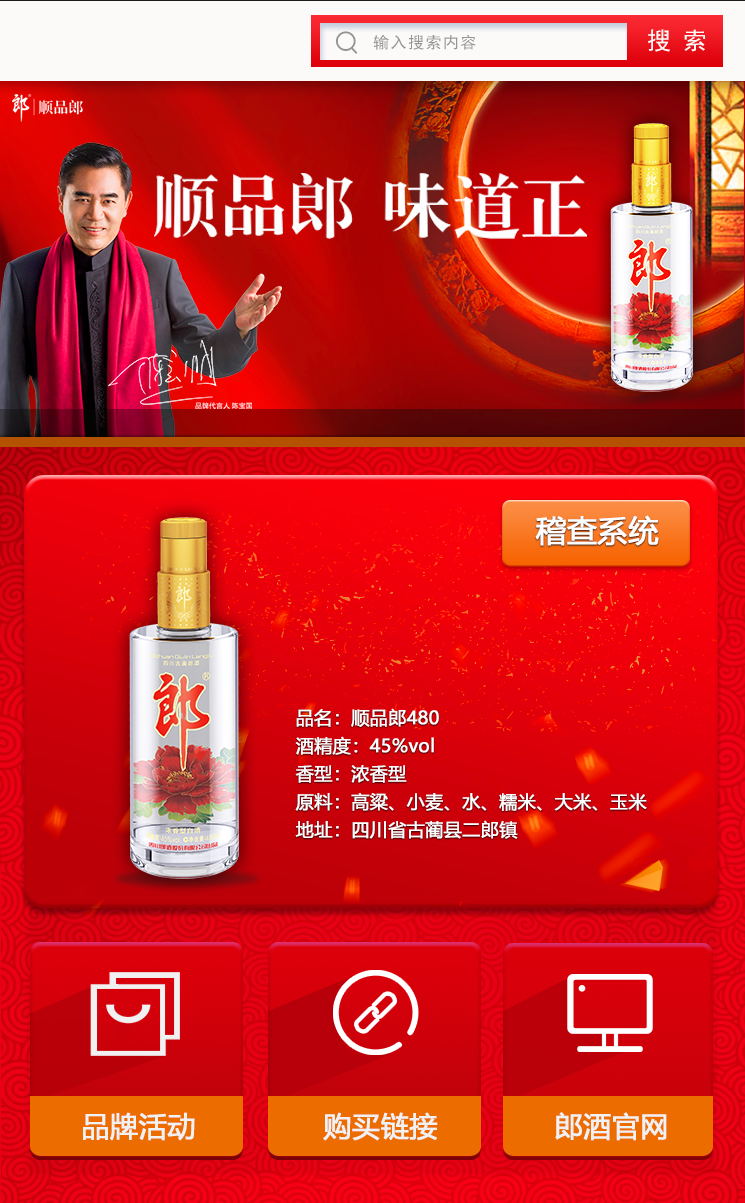 输入搜索内容
搜 索
郎 | 顺品郎
顺品郎 味道正
郎
品牌代言人 陈宝国
稽查系统
郎
品名：顺品郎480
酒精度：45%vol
香型：浓香型
原料：高粱、小麦、水、糯米、大米、玉米
地址：四川省古蔺县二郎镇
品牌活动
购买链接
郎酒官网